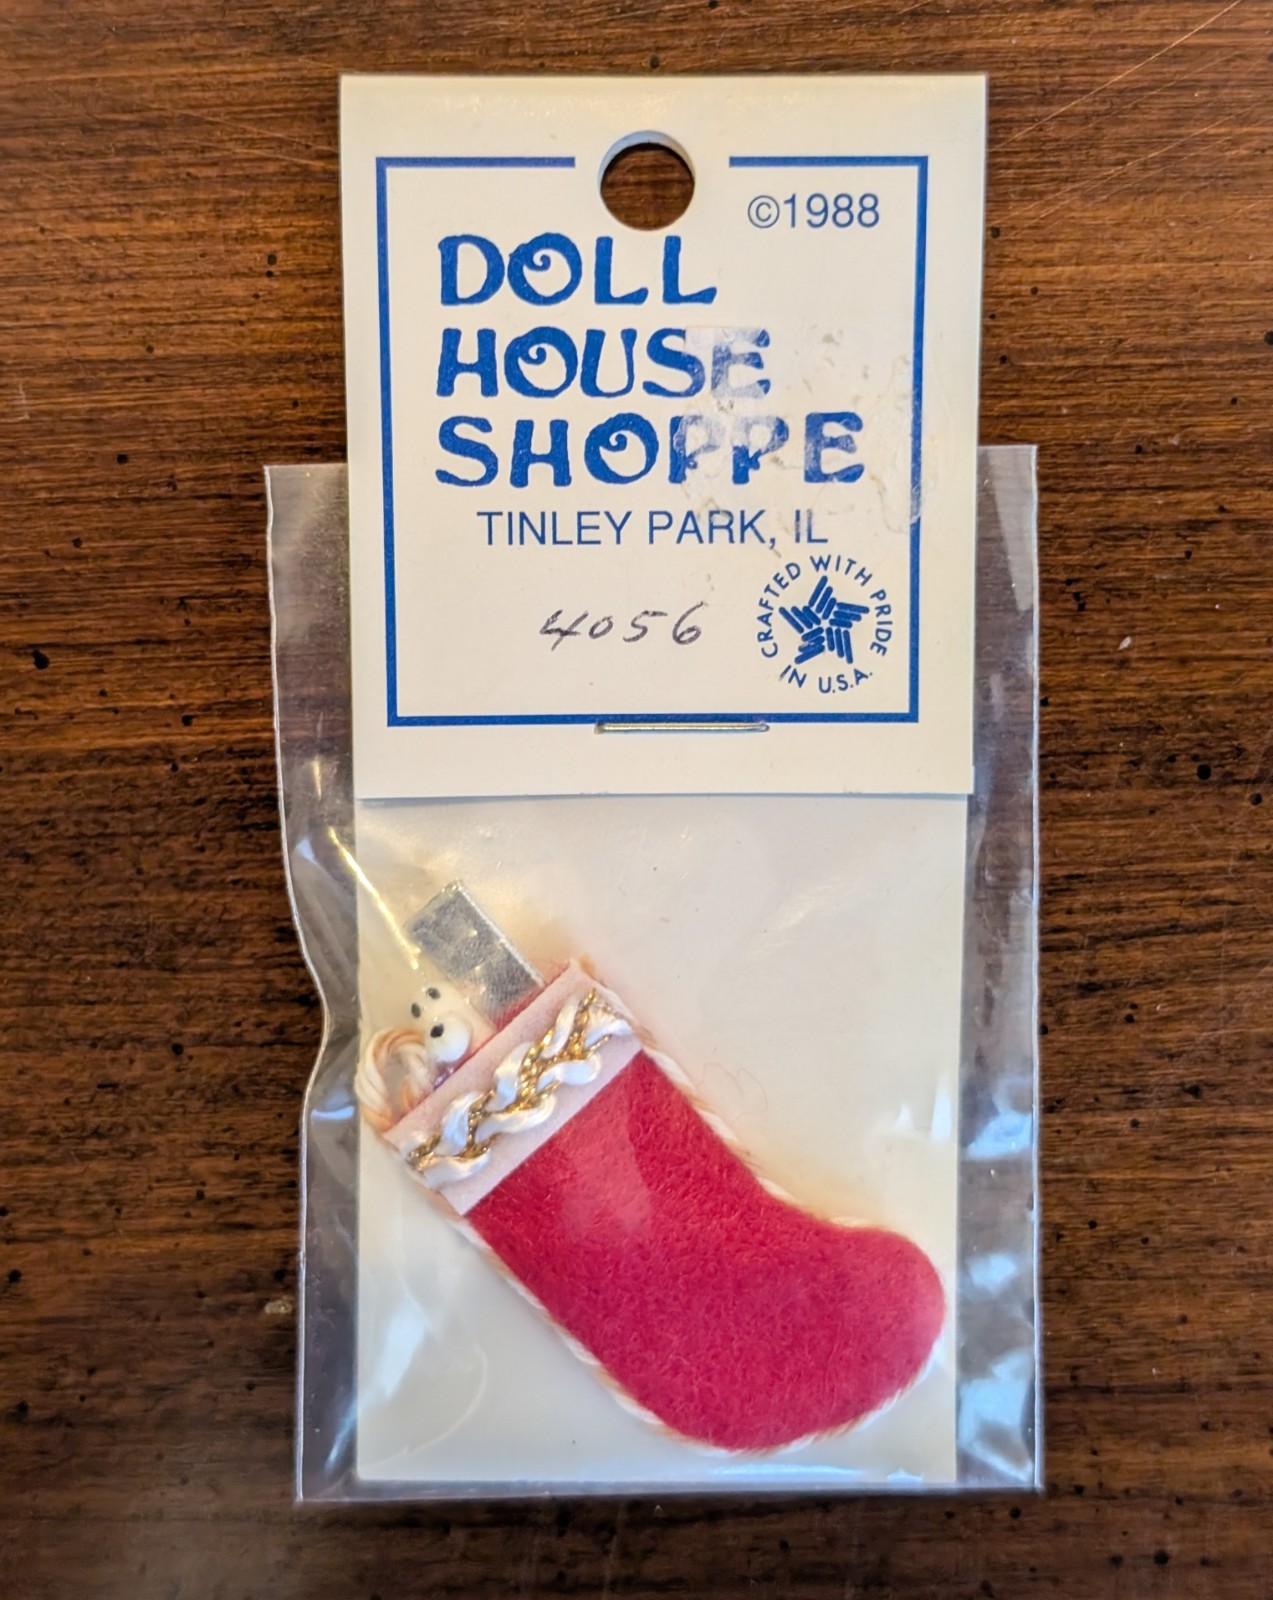 ©1988
DOLL
HOUSE
SHOPPE
TINLEY PARK, IL
4056
CRAFTED WITH PRIDE
IN U.S.A.